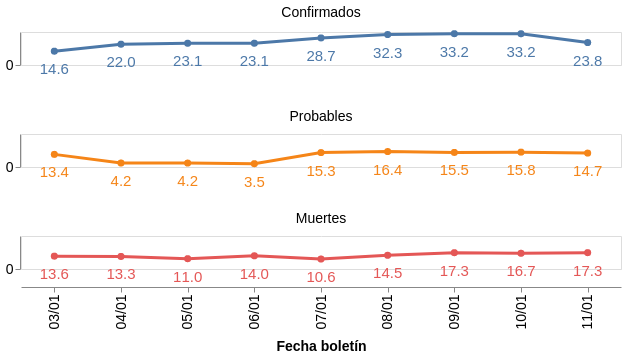 Confirmados
0
14.6 22.0 23.1 23.1 28.7 32.3 33.2 33.2 23.8
Probables
0
13.4 4.2 4.2 3.5 15.3 16.4 15.5 15.8 14.7
Muertes
0
13.6 13.3 11.0 14.0 10.6 14.5 17.3 16.7 17.3
03/01 04/01 05/01 06/01 07/01 08/01 09/01 10/01 11/01
Fecha boletín